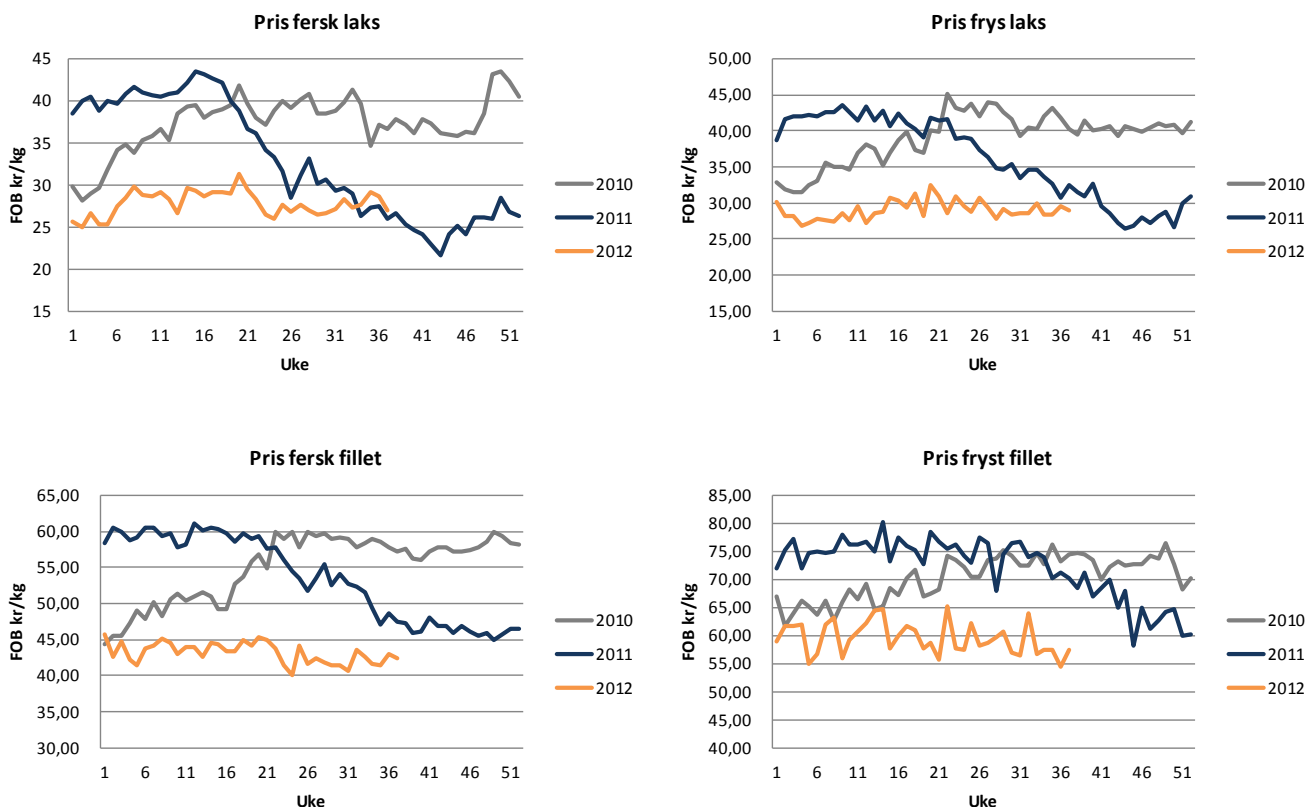 Pris fersk laks
FOB kr/kg
45
40
35
30
25
20
15
1 6 11 16 21 26 31 36 41 46 51
Uke
2010
2011
2012
Pris frys laks
FOB kr/kg
50,00
45,00
40,00
35,00
30,00
25,00
20,00
15,00
1 6 11 16 21 26 31 36 41 46 51
Uke
2010
2011
2012
Pris fersk fillet
FOB kr/kg
65,00
60,00
55,00
50,00
45,00
40,00
35,00
30,00
1 6 11 16 21 26 31 36 41 46 51
Uke
2010
2011
2012
Pris fryst fillet
FOB kr/kg
85,00
80,00
75,00
70,00
65,00
60,00
55,00
50,00
45,00
40,00
1 6 11 16 21 26 31 36 41 46 51
Uke
2010
2011
2012